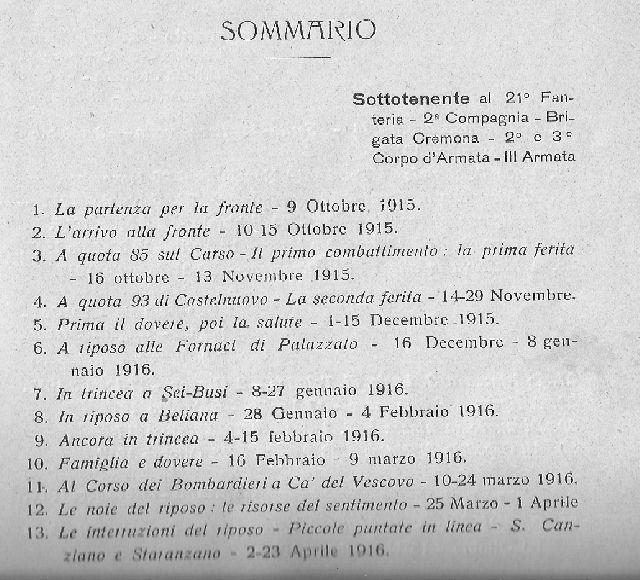 SOMMARIO
Sottotenente al 21° Fan-
teria - 2ª Compagnia - Bri-
gata Cremona - 2° e 3°
Corpo d'Armata - III Armata
1. La partenza per la fronte - 9 Ottobre 1915.
2. L'arrivo alla fronte - 10-15 Ottobre 1915.
3. A quota 85 sul Carso - Il primo combattimento: la prima ferita
- 16 ottobre - 13 Novembre 1915.
4. A quota 93 di Castelnuovo - La seconda ferita - 14-29 Novembre.
5. Prima il dovere, poi la salute - 1-15 Decembre 1915.
6. A riposo alle Fornaci di Palazzato - 16 Decembre - 8 gen-
naio 1916.
7. In trincea a Sei-Busi - 8-27 gennaio 1916.
8. In riposo a Beliana - 28 Gennaio - 4 Febbraio 1916.
9. Ancora in trincea - 4-15 febbraio 1916.
10. Famiglia e dovere - 16 Febbraio - 9 marzo 1916.
11. Al Corso dei Bombardieri a Ca' del Vescovo - 10-24 marzo 1916.
12. Le noie del riposo: le risorse del sentimento - 25 Marzo - 1 Aprile
13. Le interruzioni del riposo - Piccole puntate in linea - S. Can-
ziano e Staranzano - 2-23 Aprile 1916.